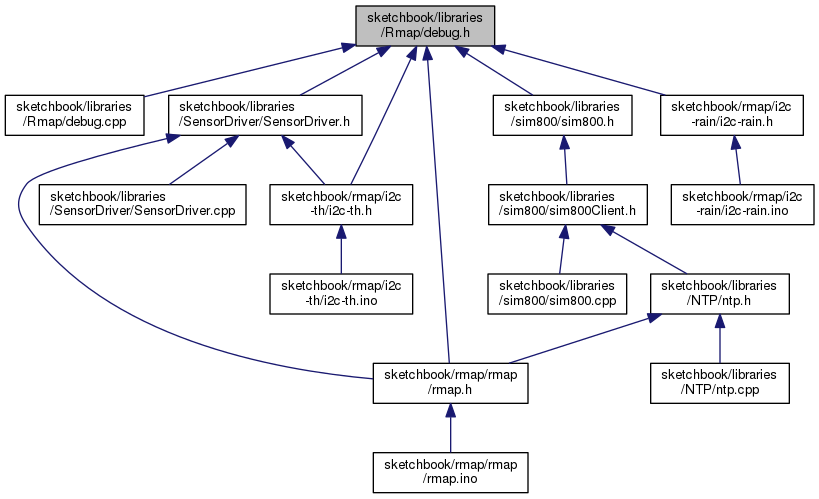 sketchbook/libraries
/Rmap/debug.h
sketchbook/libraries
/Rmap/debug.cpp
sketchbook/libraries
/SensorDriver/SensorDriver.h
sketchbook/libraries
/sim800/sim800.h
sketchbook/rmap/i2c
-rain/i2c-rain.h
sketchbook/libraries
/SensorDriver/SensorDriver.cpp
sketchbook/rmap/i2c
-th/i2c-th.h
sketchbook/libraries
/sim800/sim800Client.h
sketchbook/rmap/i2c
-rain/i2c-rain.ino
sketchbook/rmap/i2c
-th/i2c-th.ino
sketchbook/libraries
/sim800/sim800.cpp
sketchbook/libraries
/NTP/ntp.h
sketchbook/rmap/rmap
/rmap.h
sketchbook/libraries
/NTP/ntp.cpp
sketchbook/rmap/rmap
/rmap.ino